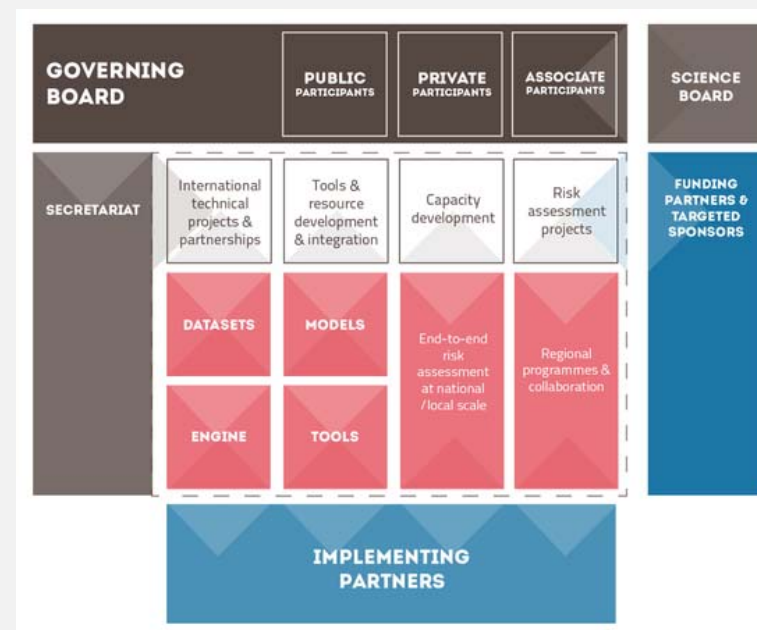 GOVERNING
BOARD
PUBLIC
PARTICIPANTS
PRIVATE
PARTICIPANTS
ASSOCIATE
PARTICIPANTS
SCIENCE
BOARD
SECRETARIAT
International
technical
projects &
partnerships
Tools &
resource
development
& integration
Capacity
development
Risk
assessment
projects
FUNDING
PARTNERS &
TARGETED
SPONSORS
DATASETS
MODELS
End-to-end
risk
assessment
at national
/local scale
Regional
programmes &
collaboration
ENGINE
TOOLS
IMPLEMENTING
PARTNERS